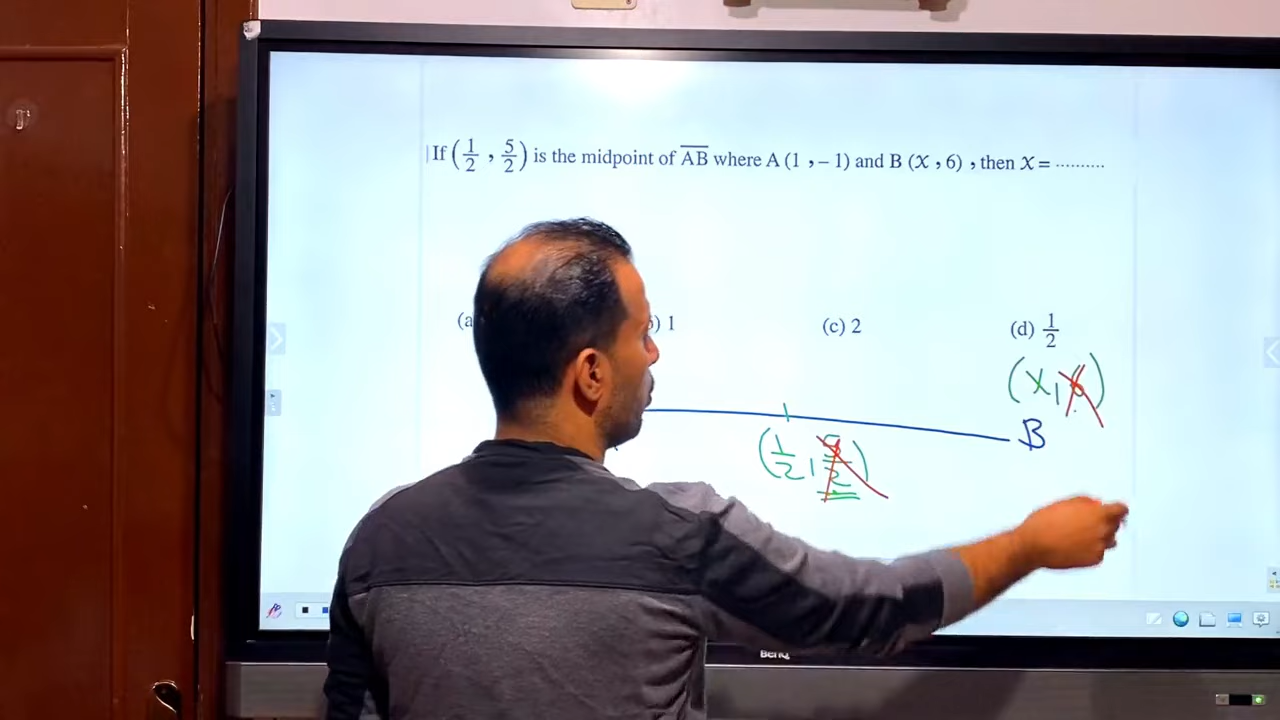 If (1/2 , 5/2) is the midpoint of AB where A (1 , – 1) and B (X , 6) , then X = ..........
(a ) 1 (c) 2 (d) 1/2
(x, 6)
B
(1/2, 5/2)
BenQ